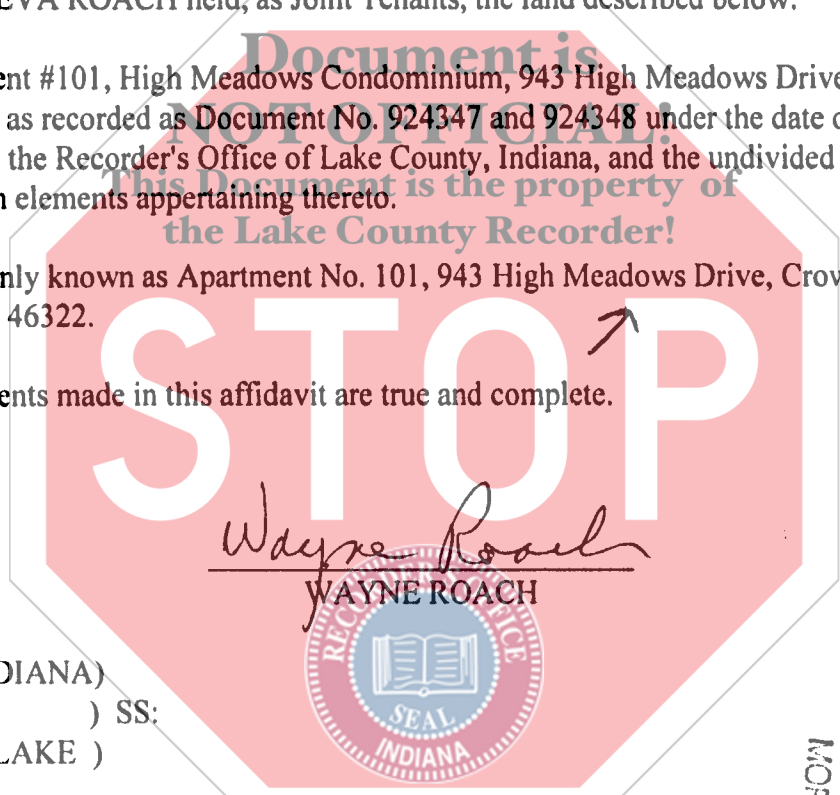 EVA ROACH held, as Joint Tenants, the land described below:
Document is
ent #101, High Meadows Condominium, 943 High Meadows Drive
as recorded as Document No. 924347 and 924348 under the date o
NOT OFFICIAL!
the Recorder's Office of Lake County, Indiana, and the undivided
This Document is the property of
n elements appertaining thereto.
the Lake County Recorder!
nly known as Apartment No. 101, 943 High Meadows Drive, Crow
46322.
STOP
ents made in this affidavit are true and complete.
Wayne Roach
WAYNE ROACH
RECORDER'S OFFICE
SEAL
INDIANA
DIANA)
) SS:
LAKE )
MOR